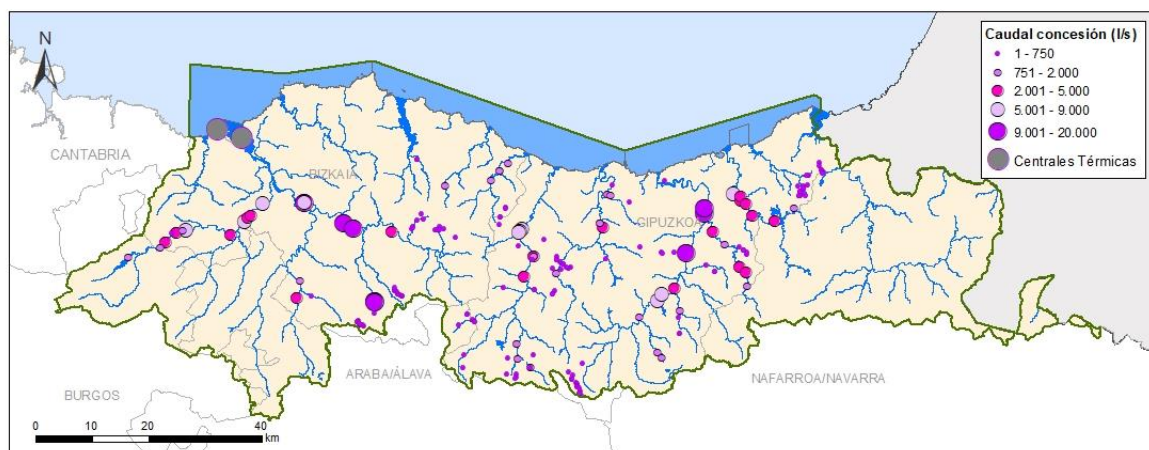 N
Caudal concesión (l/s)
1 - 750
751 - 2.000
2.001 - 5.000
5.001 - 9.000
9.001 - 20.000
Centrales Térmicas
CANTABRIA
BIZKAIA
GIPUZKOA
ARABA/ÁLAVA
NAFARROA/NAVARRA
BURGOS
0 10 20 40
km